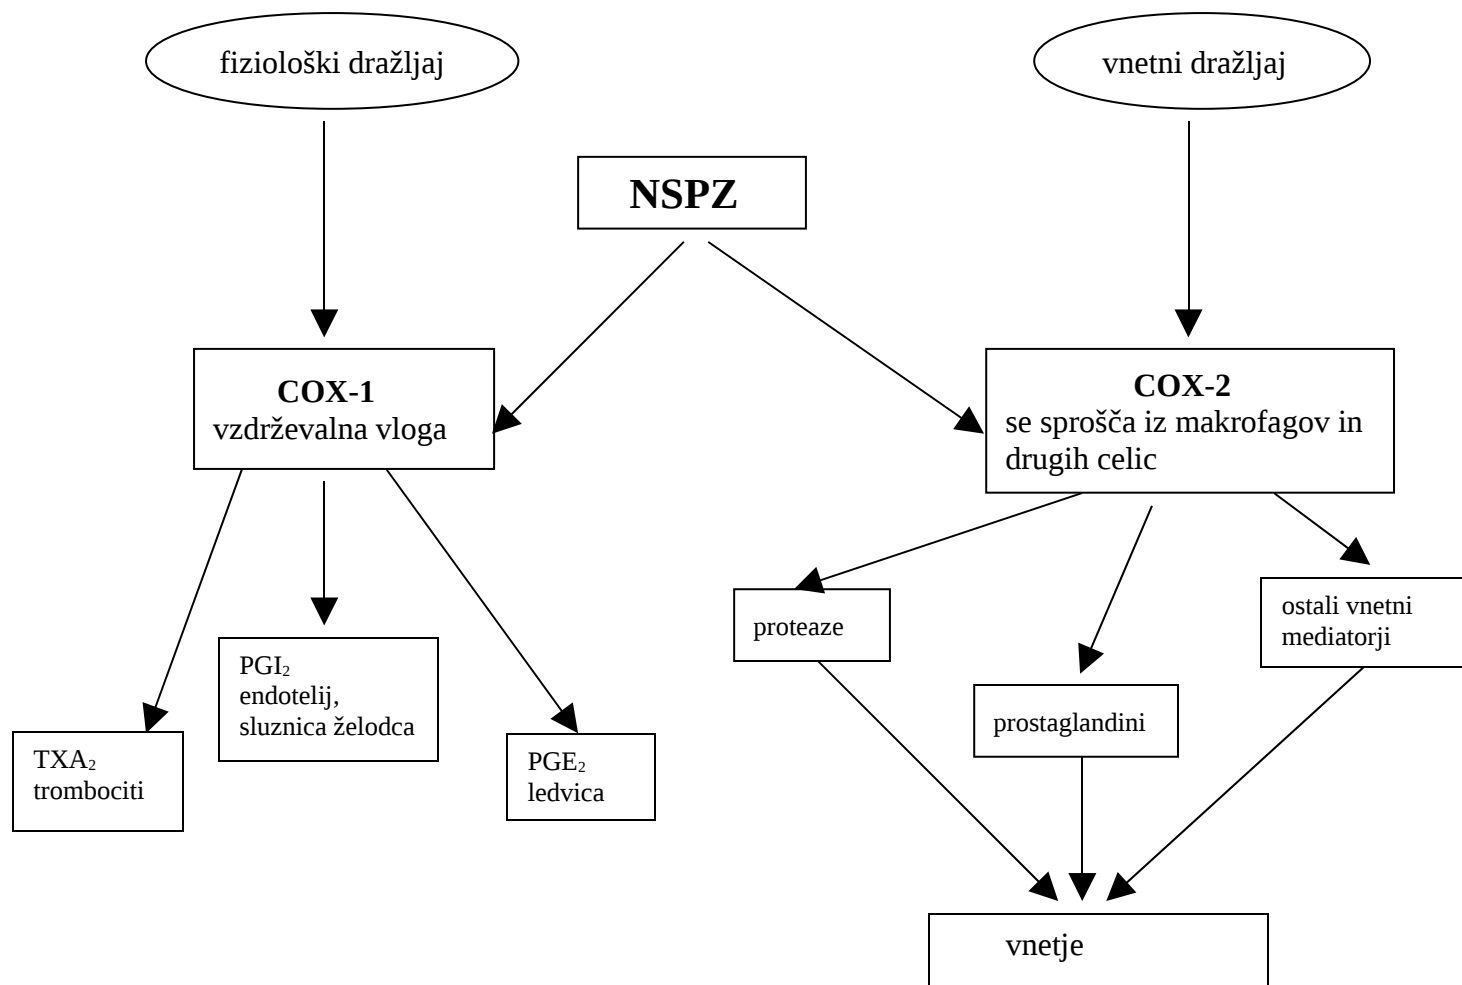 fiziološki dražljaj
vnetni dražljaj
NSPZ
COX-1
vzdrževalna vloga
COX-2
se sprošča iz makrofagov in
drugih celic
proteaze
ostali vnetni
mediatorji
PGI2
endotelij,
sluznica želodca
prostaglandini
TXA2
trombociti
PGE2
ledvica
vnetje